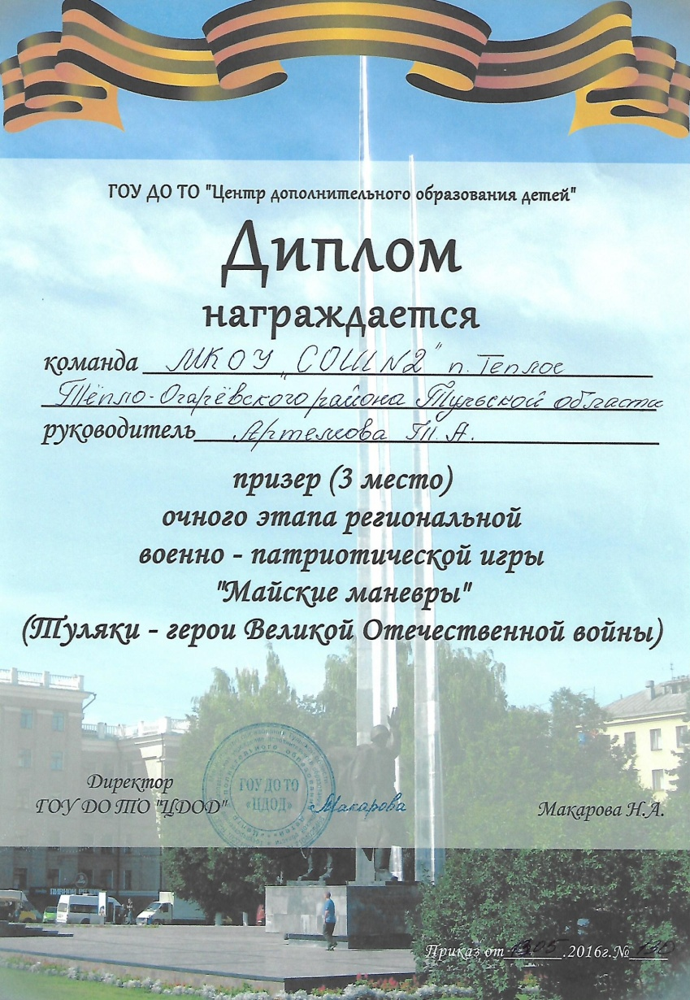 ГОУ ДО ТО "Центр дополнительного образования детей"
Диплом
награждается
команда МКОУ „СОШ №2" п. Теплое
Тёпло-Огарёвского района Тульской области
руководитель Артемова Т.А.
призер (3 место)
очного этапа региональной
военно - патриотической игры
"Майские маневры"
(Туляки - герои Великой Отечественной войны)
Директор
ГОУ ДО ТО "ЦДОД"
ГОУ ДО ТО
«ЦДОД»
Макарова
Макарова Н.А.
Приказ от 13.05.2016г.№ 130